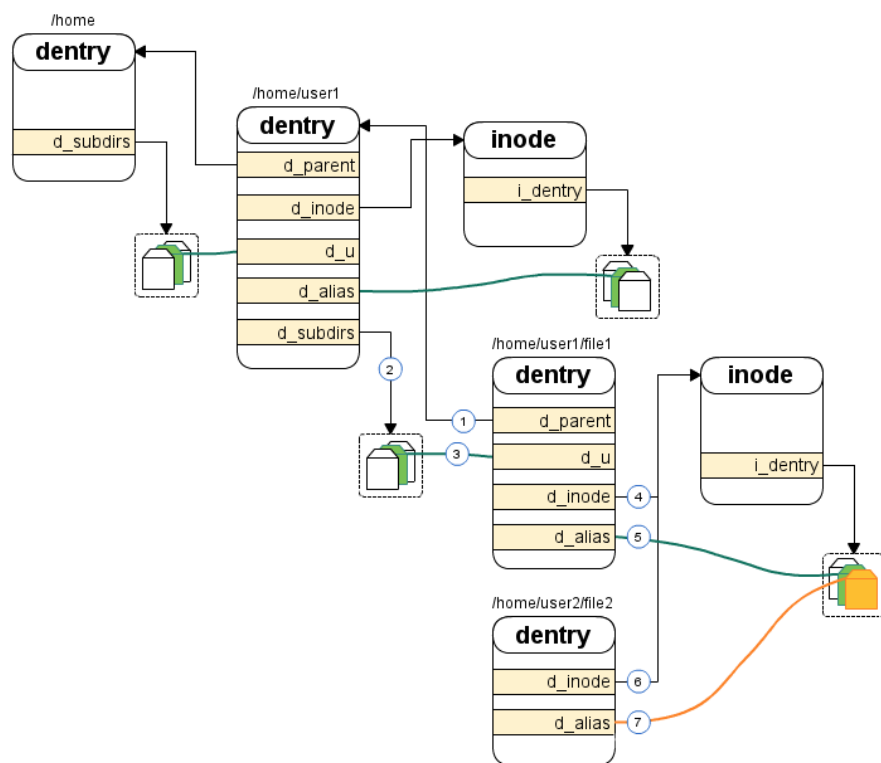 /home
dentry
d_subdirs
/home/user1
dentry
d_parent
d_inode
d_u
d_alias
d_subdirs
inode
i_dentry
2
/home/user1/file1
dentry
1
d_parent
3
d_u
d_inode
4
d_alias
5
inode
i_dentry
/home/user2/file2
dentry
d_inode
6
d_alias
7